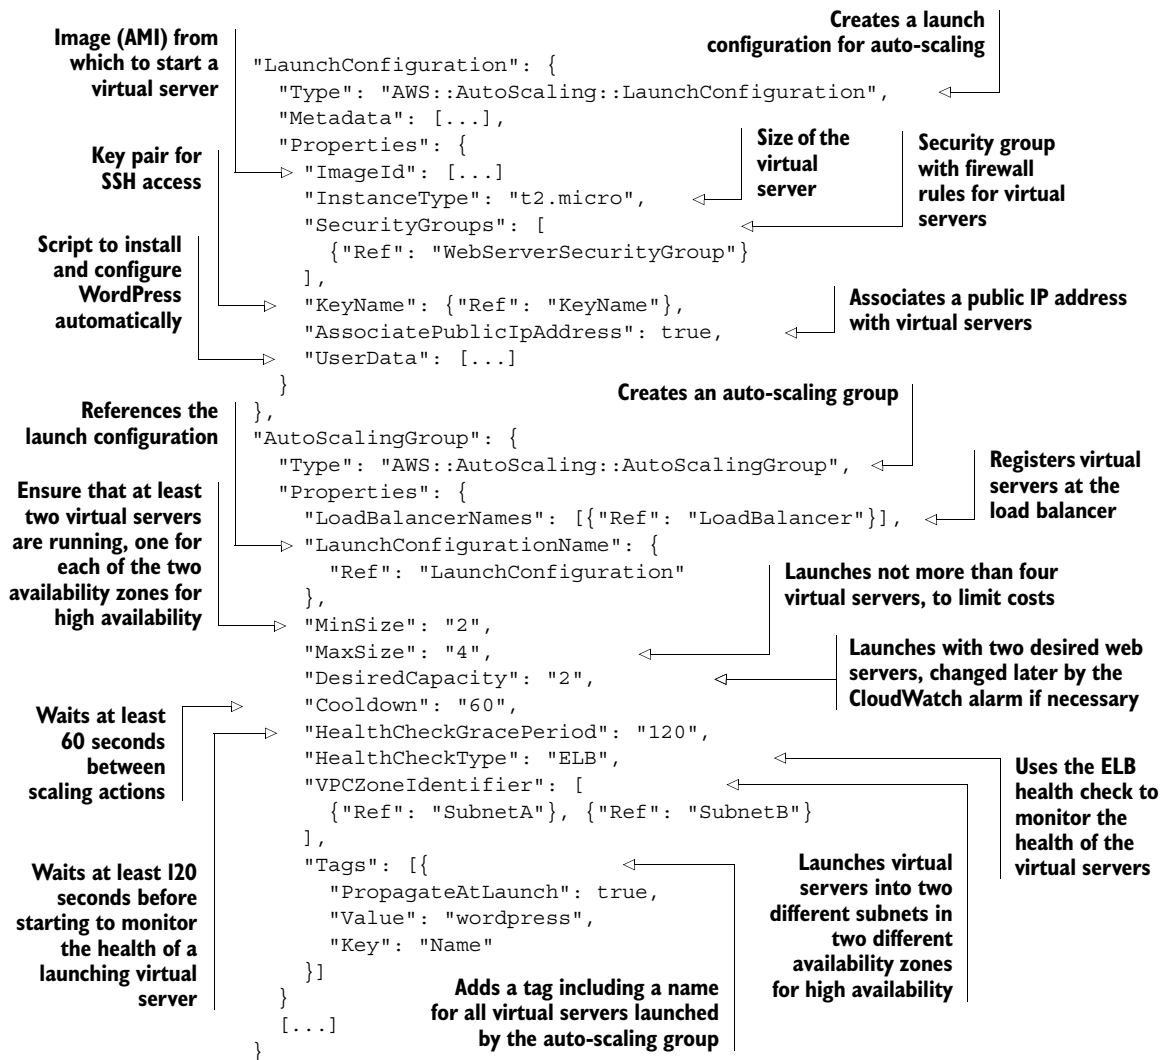 Creates a launch
configuration for auto-scaling
Image (AMI) from
which to start a
virtual server
"LaunchConfiguration": {
"Type": "AWS::AutoScaling::LaunchConfiguration",
"Metadata": [...],
"Properties": {
"ImageId": [...]
"InstanceType": "t2.micro",
"SecurityGroups": [
{"Ref": "WebServerSecurityGroup"}
],
"KeyName": {"Ref": "KeyName"},
"AssociatePublicIpAddress": true,
"UserData": [...]
}
},
Size of the
virtual
server
Security group
with firewall
rules for virtual
servers
Key pair for
SSH access
Script to install
and configure
WordPress
automatically
Associates a public IP address
with virtual servers
Creates an auto-scaling group
References the
launch configuration
"AutoScalingGroup": {
"Type": "AWS::AutoScaling::AutoScalingGroup",
"Properties": {
"LoadBalancerNames": [{"Ref": "LoadBalancer"}],
"LaunchConfigurationName": {
"Ref": "LaunchConfiguration"
},
"MinSize": "2",
"MaxSize": "4",
"DesiredCapacity": "2",
"Cooldown": "60",
"HealthCheckGracePeriod": "120",
"HealthCheckType": "ELB",
"VPCZoneIdentifier": [
{"Ref": "SubnetA"}, {"Ref": "SubnetB"}
],
"Tags": [{
"PropagateAtLaunch": true,
"Value": "wordpress",
"Key": "Name"
}]
}
[...]
}
Registers virtual
servers at the
load balancer
Ensure that at least
two virtual servers
are running, one for
each of the two
availability zones for
high availability
Launches not more than four
virtual servers, to limit costs
Launches with two desired web
servers, changed later by the
CloudWatch alarm if necessary
Waits at least
60 seconds
between
scaling actions
Uses the ELB
health check to
monitor the
health of the
virtual servers
Waits at least 120
seconds before
starting to monitor
the health of a
launching virtual
server
Launches virtual
servers into two
different subnets in
two different
availability zones
for high availability
Adds a tag including a name
for all virtual servers launched
by the auto-scaling group